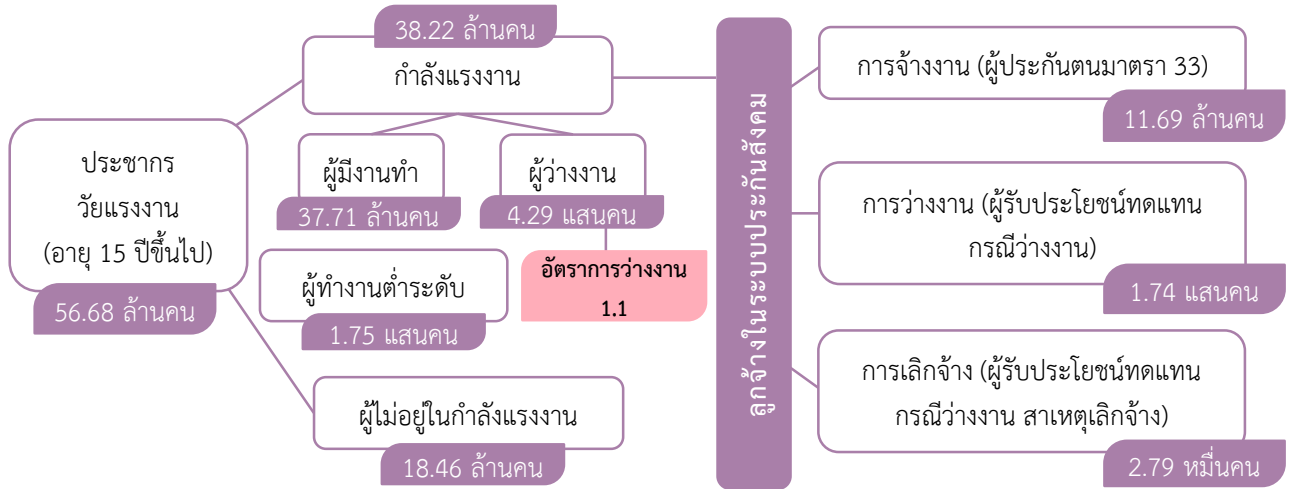 38.22 ล้านคน
กำลังแรงงาน
ประชากร
วัยแรงงาน
(อายุ 15 ปีขึ้นไป)
56.68 ล้านคน
ผู้มีงานทำ
37.71 ล้านคน
ผู้ว่างงาน
4.29 แสนคน
อัตราการว่างงาน
1.1
ผู้ทำงานต่ำระดับ
1.75 แสนคน
ผู้ไม่อยู่ในกำลังแรงงาน
18.46 ล้านคน
ลูกจ้างในระบบประกันสังคม
การจ้างงาน (ผู้ประกันตนมาตรา 33)
11.69 ล้านคน
การว่างงาน (ผู้รับประโยชน์ทดแทน
กรณีว่างงาน)
1.74 แสนคน
การเลิกจ้าง (ผู้รับประโยชน์ทดแทน
กรณีว่างงาน สาเหตุเลิกจ้าง)
2.79 หมื่นคน